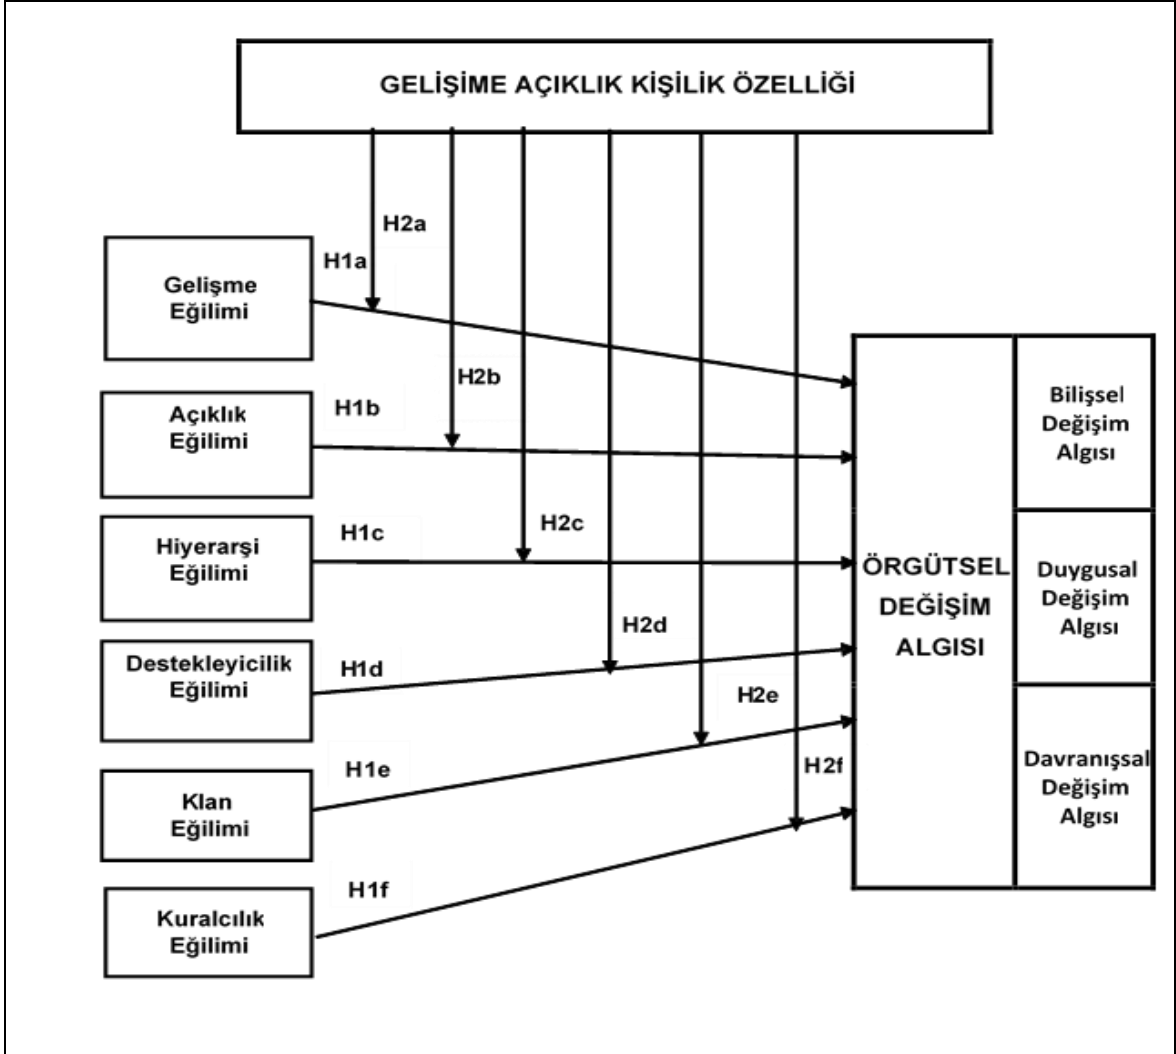 GELİŞİME AÇIKLIK KİŞİLİK ÖZELLİĞİ
H2a
H1a
Gelişme
Eğilimi
H2b
H1b
Açıklık
Eğilimi
H2c
H1c
Hiyerarşi
Eğilimi
H2d
H1d
Destekleyicilik
Eğilimi
H2e
H1e
Klan
Eğilimi
H2f
H1f
Kuralcılık
Eğilimi
ÖRGÜTSEL
DEĞİŞİM
ALGISI
Bilişsel
Değişim
Algısı
Duygusal
Değişim
Algısı
Davranışsal
Değişim
Algısı